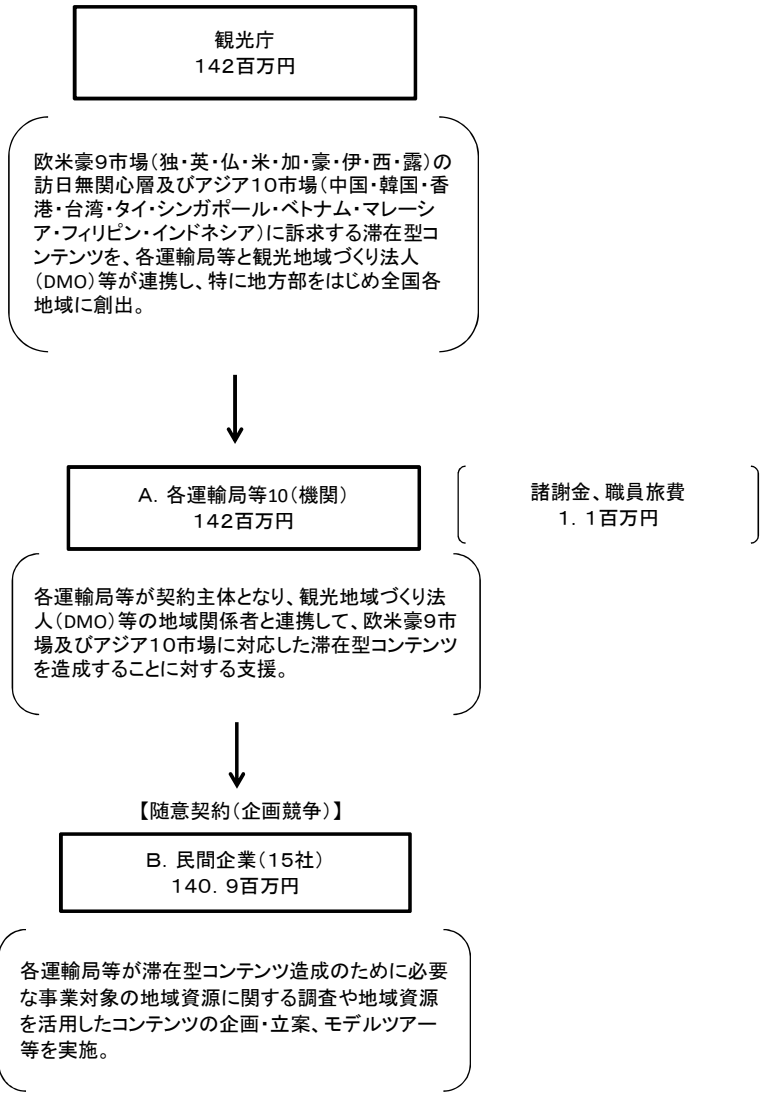 観光庁
142百万円
欧米豪9市場(独・英・仏・米・加・豪・伊・西・露)の
訪日無関心層及びアジア10市場(中国・韓国・香
港・台湾・タイ・シンガポール・ベトナム・マレーシ
ア・フィリピン・インドネシア)に訴求する滞在型コ
ンテンツを、各運輸局等と観光地域づくり法人
(DMO)等が連携し、特に地方部をはじめ全国各
地域に創出。
A. 各運輸局等10(機関)
142百万円
諸謝金、職員旅費
1. 1百万円
各運輸局等が契約主体となり、観光地域づくり法
人(DMO)等の地域関係者と連携して、欧米豪9市
場及びアジア10市場に対応した滞在型コンテンツ
を造成することに対する支援。
【随意契約(企画競争)】
B. 民間企業(15社)
140. 9百万円
各運輸局等が滞在型コンテンツ造成のために必要
な事業対象の地域資源に関する調査や地域資源
を活用したコンテンツの企画・立案、モデルツアー
等を実施。